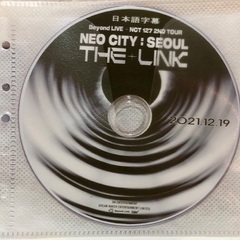 日本語字幕
Beyond LIVE - NCT 127 2ND TOUR
NEO CITY : SEOUL
THE LINK
2021.12.19